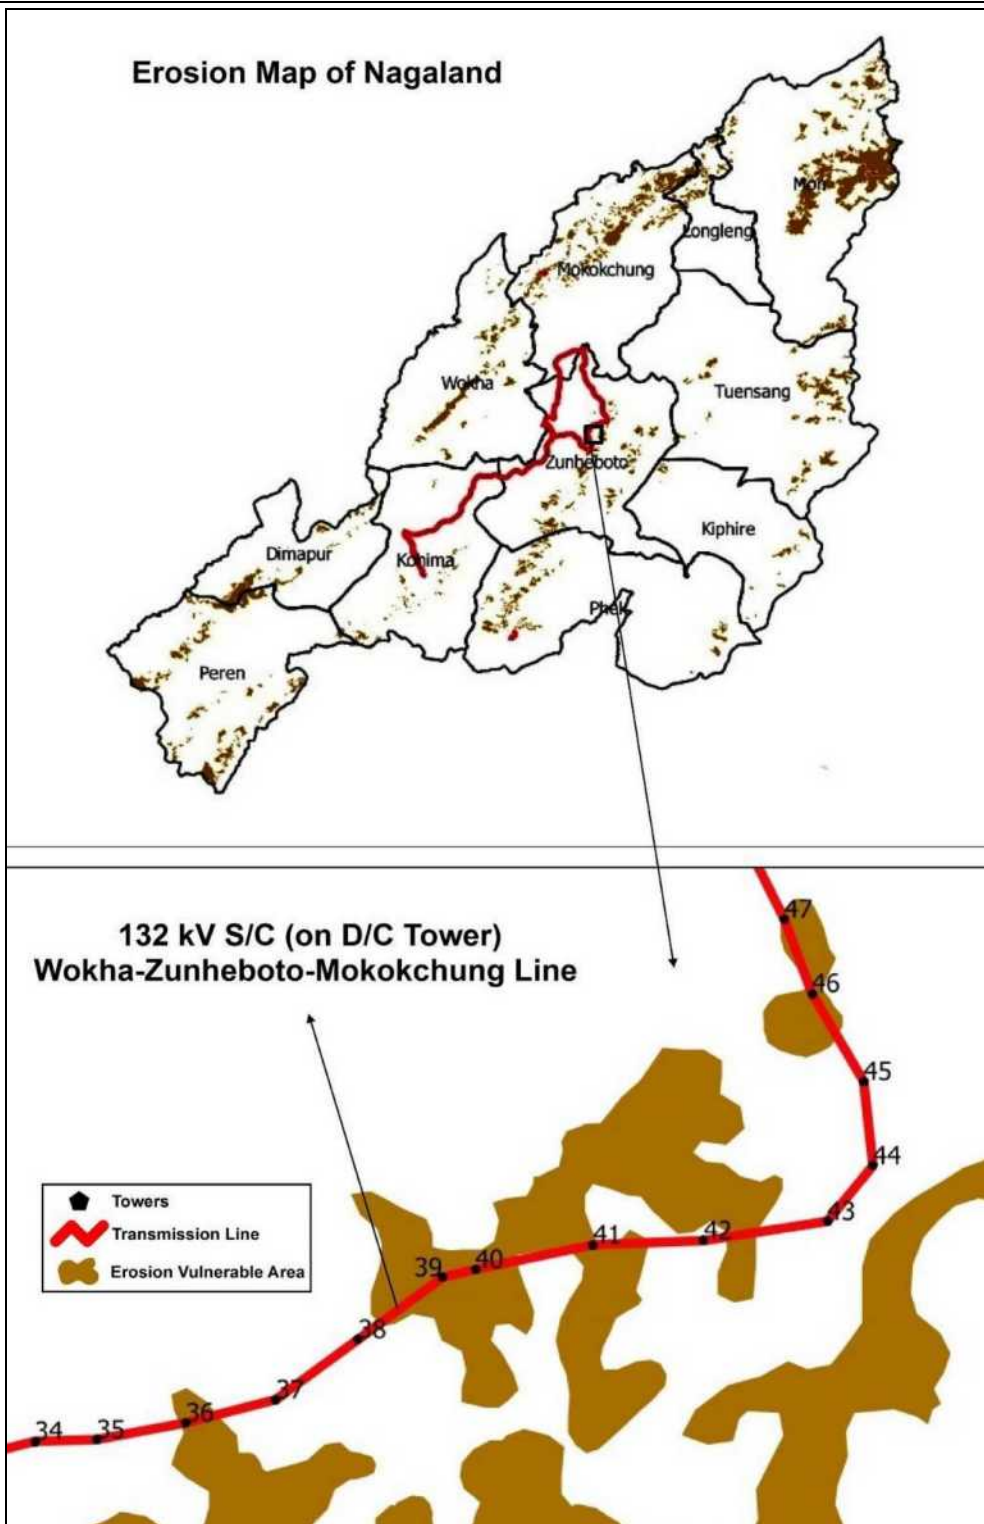 Erosion Map of Nagaland
Mon
Longleng
Mokokchung
Wokha
Tuensang
Zunheboto
Kiphire
Dimapur
Kohima
Phek
Peren
132 kV S/C (on D/C Tower)
Wokha-Zunheboto-Mokokchung Line
47
46
45
44
43
42
41
40
39
38
37
36
35
34
Towers
Transmission Line
Erosion Vulnerable Area